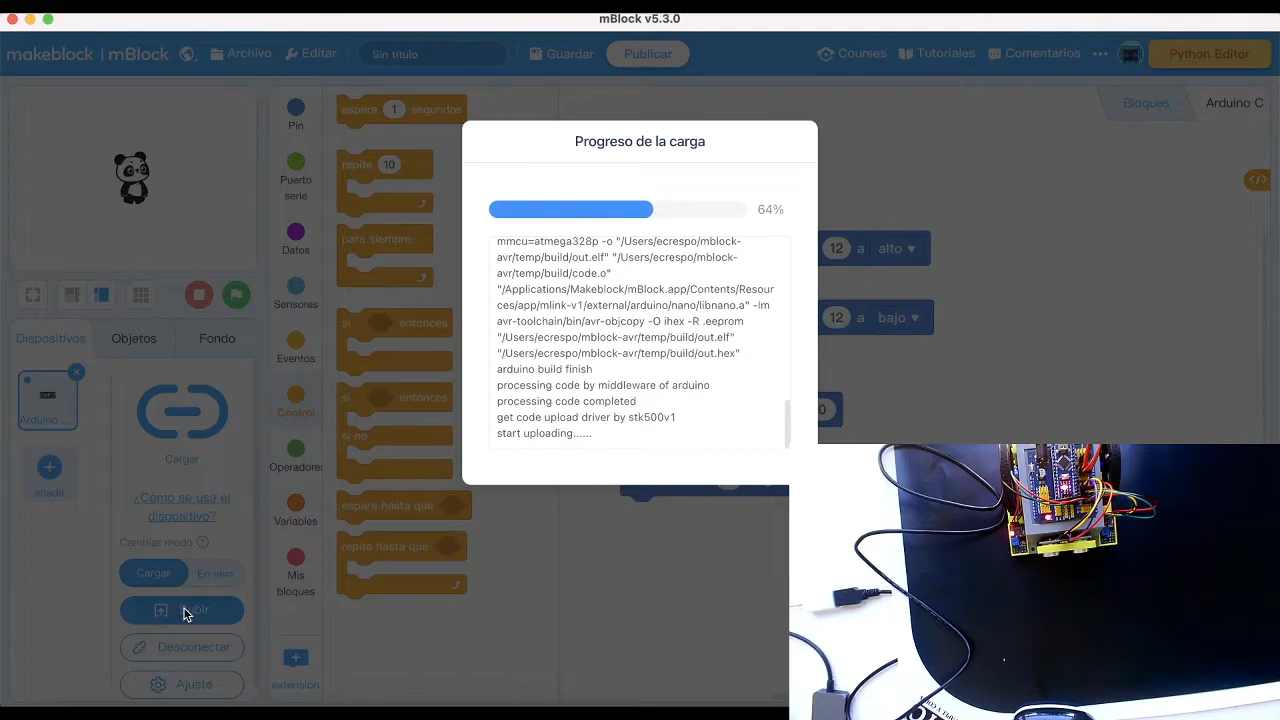 mBlock v5.3.0
makeblock | mBlock
Archivo
Editar
Sin título
Guardar
Publicar
Courses
Tutoriales
Comentarios
Python Editor
Bloques
Arduino C
Pin
Puerto
serie
Datos
Sensores
Eventos
Control
Operadore
Variables
Mis
bloques
extensión
espera 1 segundos
repite 10
para siempre
si entonces
si entonces
si no
espera hasta que
repite hasta que
Dispositivos
Objetos
Fondo
Arduino ...
Añadir
Cargar
¿Cómo se usa el
dispositivo?
Cambiar modo ?
Cargar
En vivo
Subir
Desconectar
Ajuste
Progreso de la carga
64%
mmcu=atmega328p -o "/Users/ecrespo/mblock-
avr/temp/build/out.elf" "/Users/ecrespo/mblock-
avr/temp/build/code.o"
"/Applications/Makeblock/mBlock.app/Contents/Resour
ces/app/mlink-v1/external/arduino/nano/libnano.a" -lm
avr-toolchain/bin/avr-objcopy -O ihex -R .eeprom
"/Users/ecrespo/mblock-avr/temp/build/out.elf"
"/Users/ecrespo/mblock-avr/temp/build/out.hex"
arduino build finish
processing code by middleware of arduino
processing code completed
get code upload driver by stk500v1
start uploading......
12 a alto
12 a bajo
0